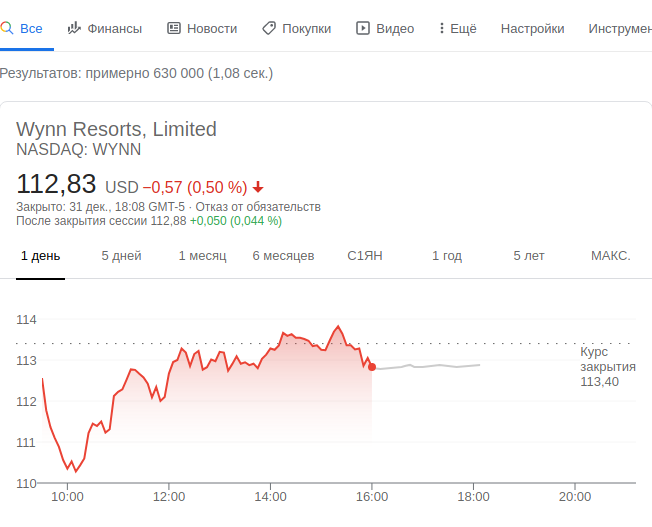 Все Финансы Новости Покупки Видео Ещё Настройки Инструмен
Результатов: примерно 630 000 (1,08 сек.)
Wynn Resorts, Limited
NASDAQ: WYNN
112,83 USD −0,57 (0,50 %)
Закрыто: 31 дек., 18:08 GMT-5 · Отказ от обязательств
После закрытия сессии 112,88 +0,050 (0,044 %)
1 день 5 дней 1 месяц 6 месяцев С1ЯН 1 год 5 лет МАКС.
114
113
112
111
110
Курс
закрытия
113,40
10:00 12:00 14:00 16:00 18:00 20:00